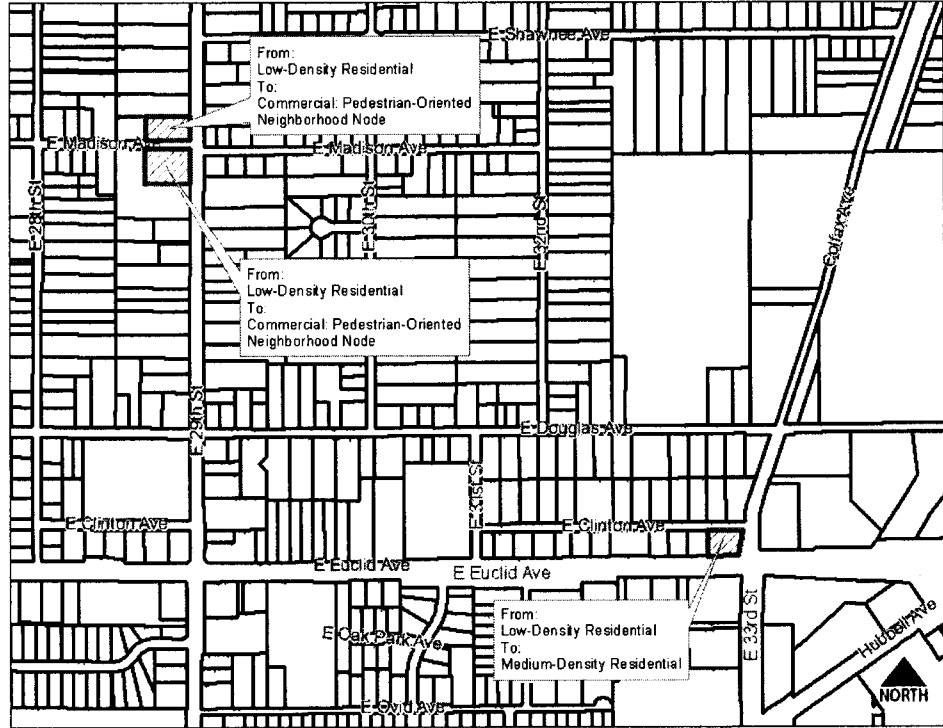 E Shawnee Ave
From:
Low-Density Residential
To:
Commercial: Pedestrian-Oriented
Neighborhood Node
E Madison Ave
E Madison Ave
E 28th St
E 30th St
E 32nd St
Colfax Ave
From:
Low-Density Residential
To:
Commercial: Pedestrian-Oriented
Neighborhood Node
E 29th St
E Douglas Ave
E 31st St
E Clinton Ave
E Clinton Ave
E Euclid Ave
E Euclid Ave
From:
Low-Density Residential
To:
Medium-Density Residential
E 33rd St
Hubbell Ave
E Oak Park Ave
NORTH
E Ovid Ave